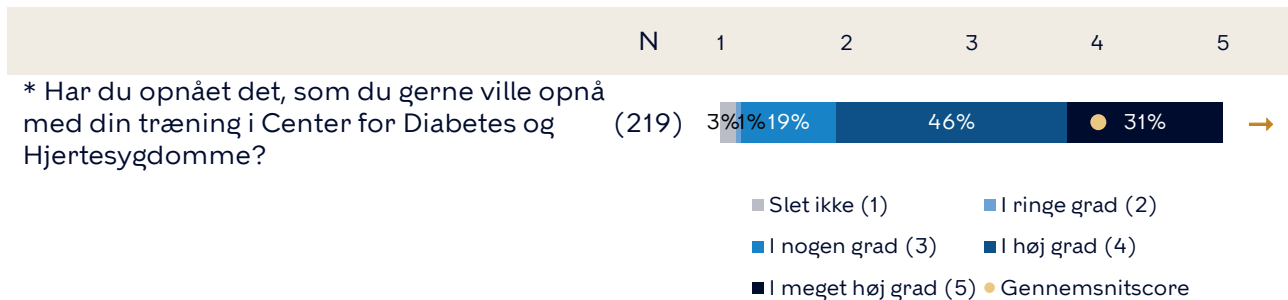 N 1 2 3 4 5
* Har du opnået det, som du gerne ville opnå
med din træning i Center for Diabetes og
Hjertesygdomme?
(219) 3% 1% 19% 46% 31%
Slet ikke (1) I ringe grad (2)
I nogen grad (3) I høj grad (4)
I meget høj grad (5) Gennemsnitscore